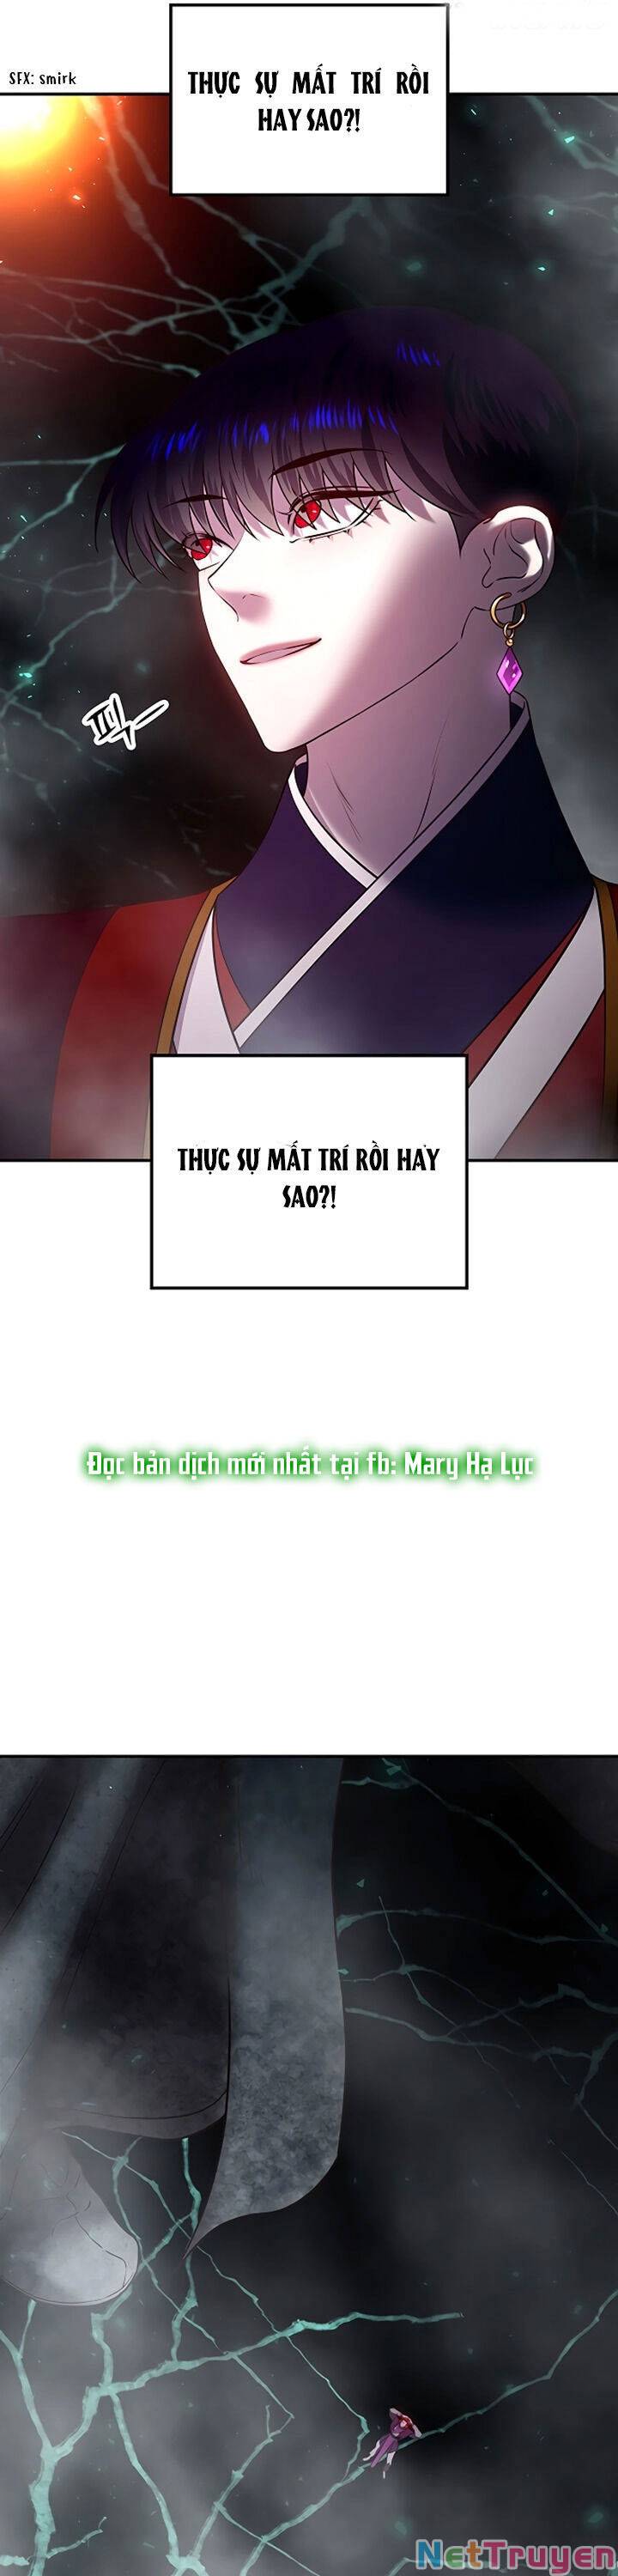 SFX: smirk
THỰC SỰ MẤT TRÍ RỒI
HAY SAO?!
픽
THỰC SỰ MẤT TRÍ RỒI HAY
SAO?!
Đọc bản dịch mới nhất tại fb: Mary Hạ Lục
NetTruyen